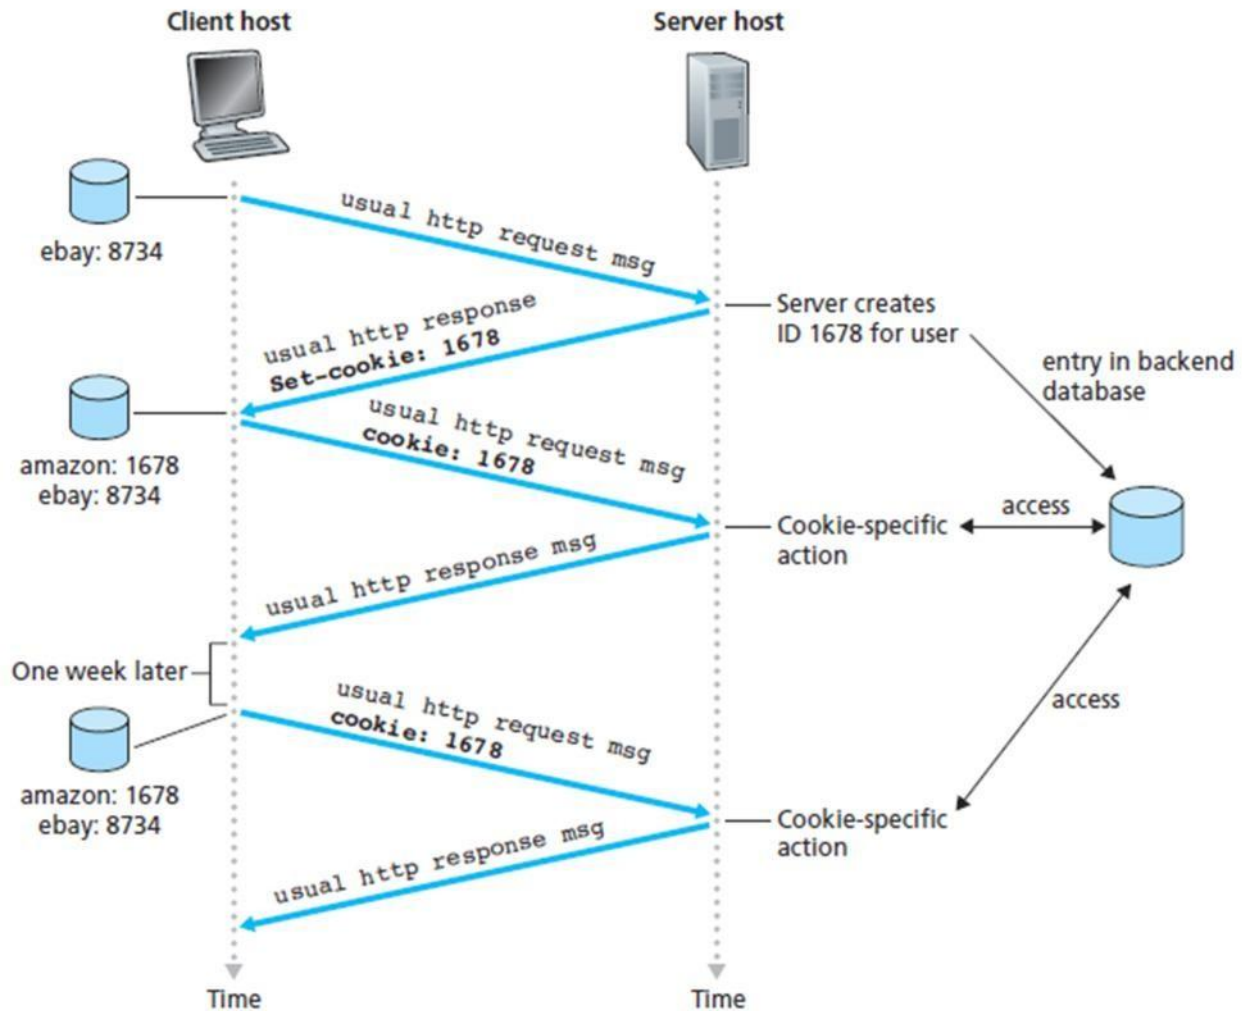 Client host
Server host
usual http request msg
ebay: 8734
Server creates
ID 1678 for user
usual http response
Set-cookie: 1678
entry in backend
database
usual http request msg
cookie: 1678
amazon: 1678
ebay: 8734
Cookie-specific
action
access
usual http response msg
One week later
usual http request msg
cookie: 1678
access
amazon: 1678
ebay: 8734
Cookie-specific
action
usual http response msg
Time
Time